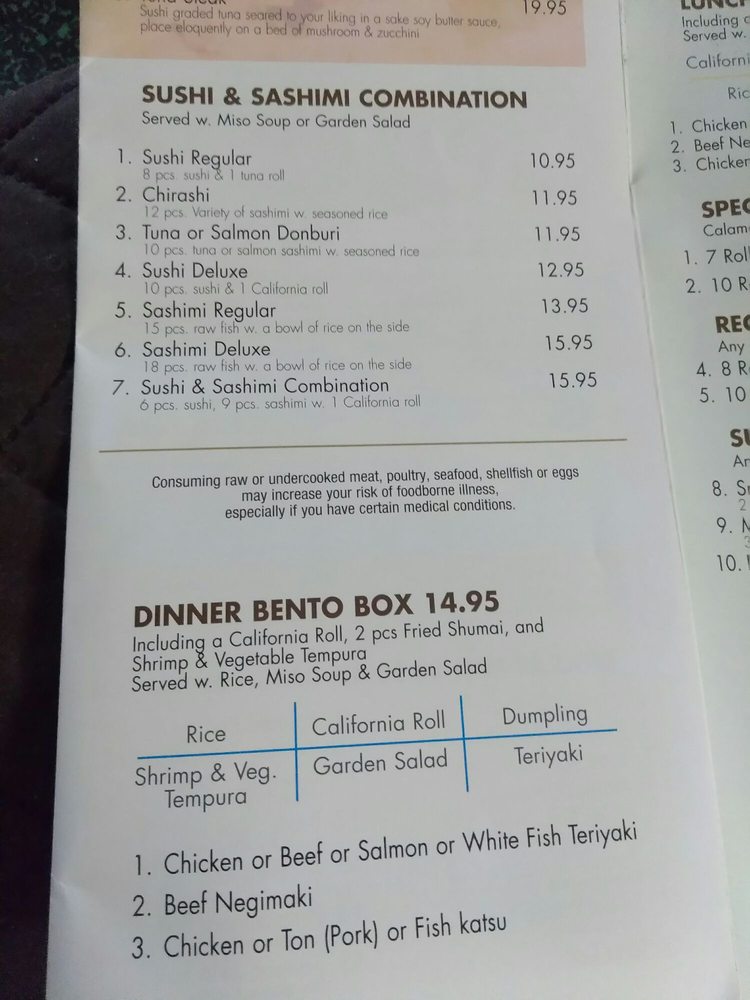 19.95
Sushi graded tuna seared to your liking in a sake soy butter sauce,
place eloquently on a bed of mushroom & zucchini
SUSHI & SASHIMI COMBINATION
Served w. Miso Soup or Garden Salad
1. Sushi Regular 10.95
8 pcs. sushi & 1 tuna roll
2. Chirashi 11.95
12 pcs. Variety of sashimi w. seasoned rice
3. Tuna or Salmon Donburi 11.95
10 pcs. tuna or salmon sashimi w. seasoned rice
4. Sushi Deluxe 12.95
10 pcs. sushi & 1 California roll
5. Sashimi Regular 13.95
15 pcs. raw fish w. a bowl of rice on the side
6. Sashimi Deluxe 15.95
18 pcs. raw fish w. a bowl of rice on the side
7. Sushi & Sashimi Combination 15.95
6 pcs. sushi, 9 pcs. sashimi w. 1 California roll
Consuming raw or undercooked meat, poultry, seafood, shellfish or eggs
may increase your risk of foodborne illness,
especially if you have certain medical conditions.
DINNER BENTO BOX 14.95
Including a California Roll, 2 pcs Fried Shumai, and
Shrimp & Vegetable Tempura
Served w. Rice, Miso Soup & Garden Salad
Rice California Roll Dumpling
Shrimp & Veg. Garden Salad Teriyaki
Tempura
1. Chicken or Beef or Salmon or White Fish Teriyaki
2. Beef Negimaki
3. Chicken or Ton (Pork) or Fish katsu
Including
Served w.
Californi
Ric
1. Chicken
2. Beef Ne
3. Chicken
SPEC
Calam
1. 7 Roll
2. 10 R
REG
Any
4. 8 R
5. 10
8.
2
9.
3
10.